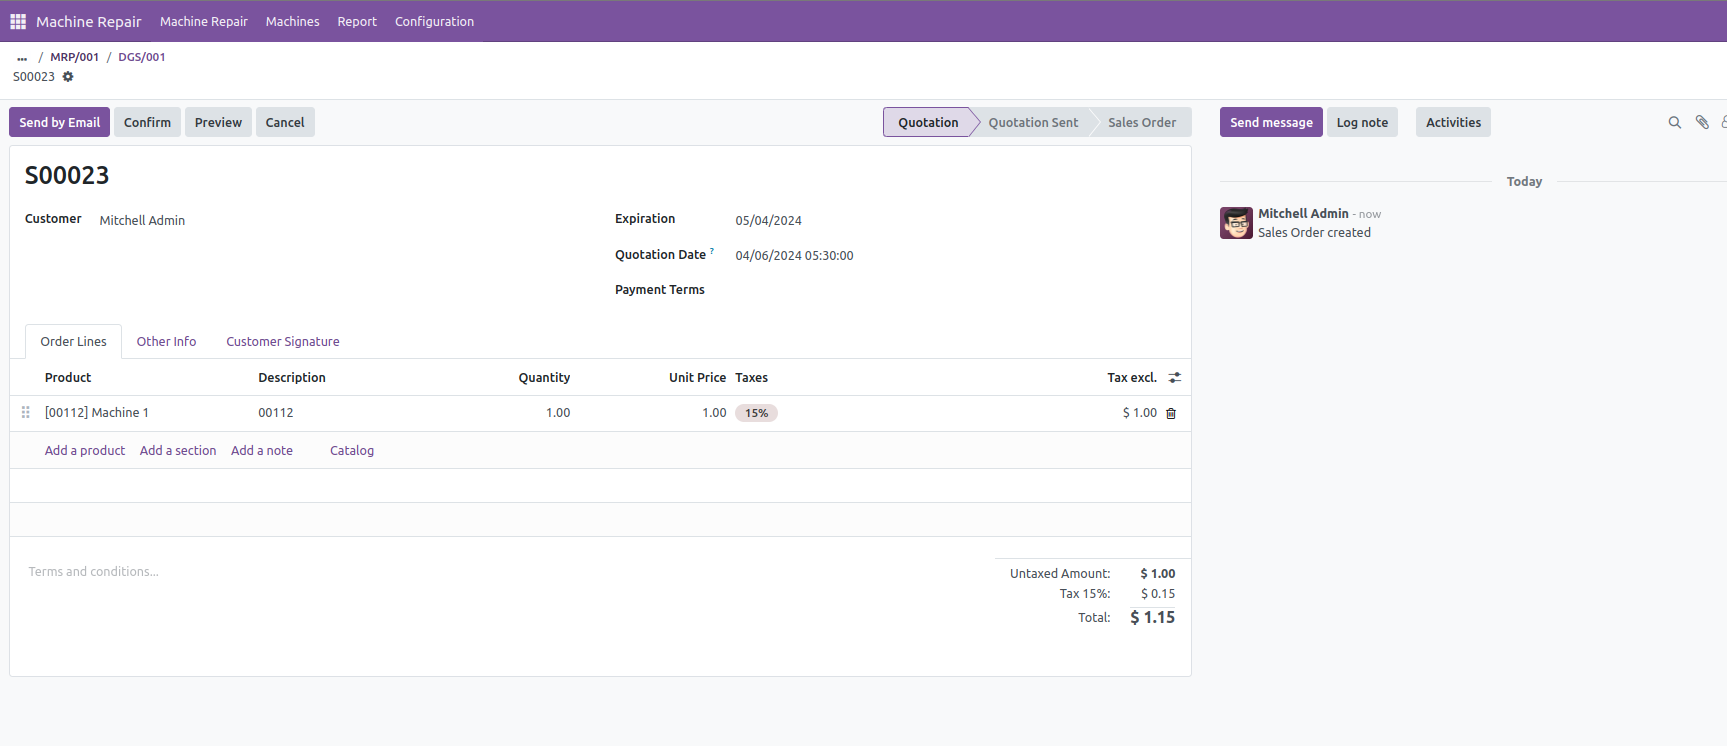 Machine Repair Machine Repair Machines Report Configuration
... / MRP/001 / DGS/001
S00023
Send by Email Confirm Preview Cancel Quotation Quotation Sent Sales Order Send message Log note Activities
Today
S00023
Mitchell Admin - now
Sales Order created
Customer Mitchell Admin Expiration 05/04/2024
Quotation Date ? 04/06/2024 05:30:00
Payment Terms
Order Lines Other Info Customer Signature
Product Description Quantity Unit Price Taxes Tax excl.
[00112] Machine 1 00112 1.00 1.00 15% $ 1.00
Add a product Add a section Add a note Catalog
Terms and conditions...
Untaxed Amount: $ 1.00
Tax 15%: $ 0.15
Total: $ 1.15